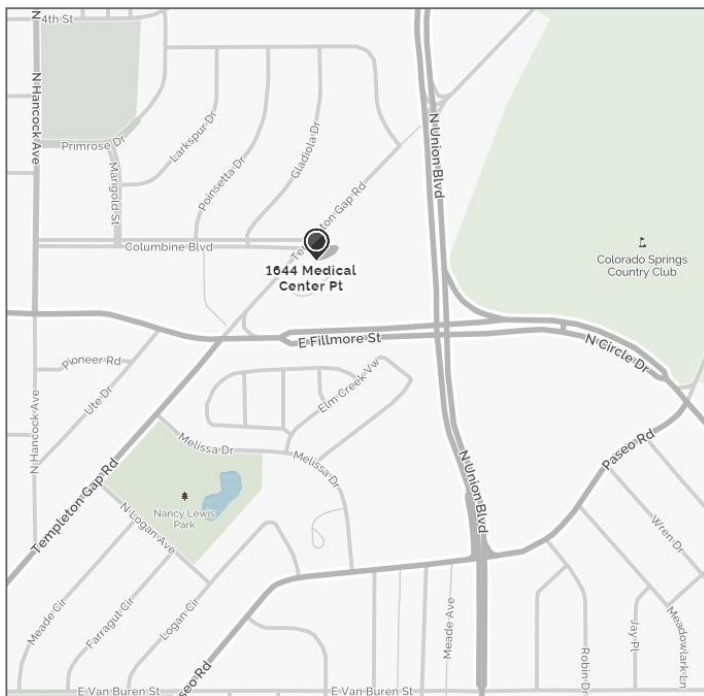 N 4th St
N Hancock Ave
Primrose Dr
Larkspur Dr
Marigold St
Poinsetta Dr
Gladiola Dr
N Union Blvd
Columbine Blvd
1644 Medical
Center Pt
Colorado Springs
Country Club
E Fillmore St
N Circle Dr
Pioneer Rd
Ute Dr
Elm Creek Vw
N Hancock Ave
Melissa Dr
Melissa Dr
Paseo Rd
Templeton Gap Rd
Nancy Lewis
Park
N Logan Ave
N Union Blvd
Wren Dr
Meade Cir
Farragut Cir
Logan Cir
Meade Ave
Robin Dr
Jay Pl
Meadowlark Ln
E Van Buren St